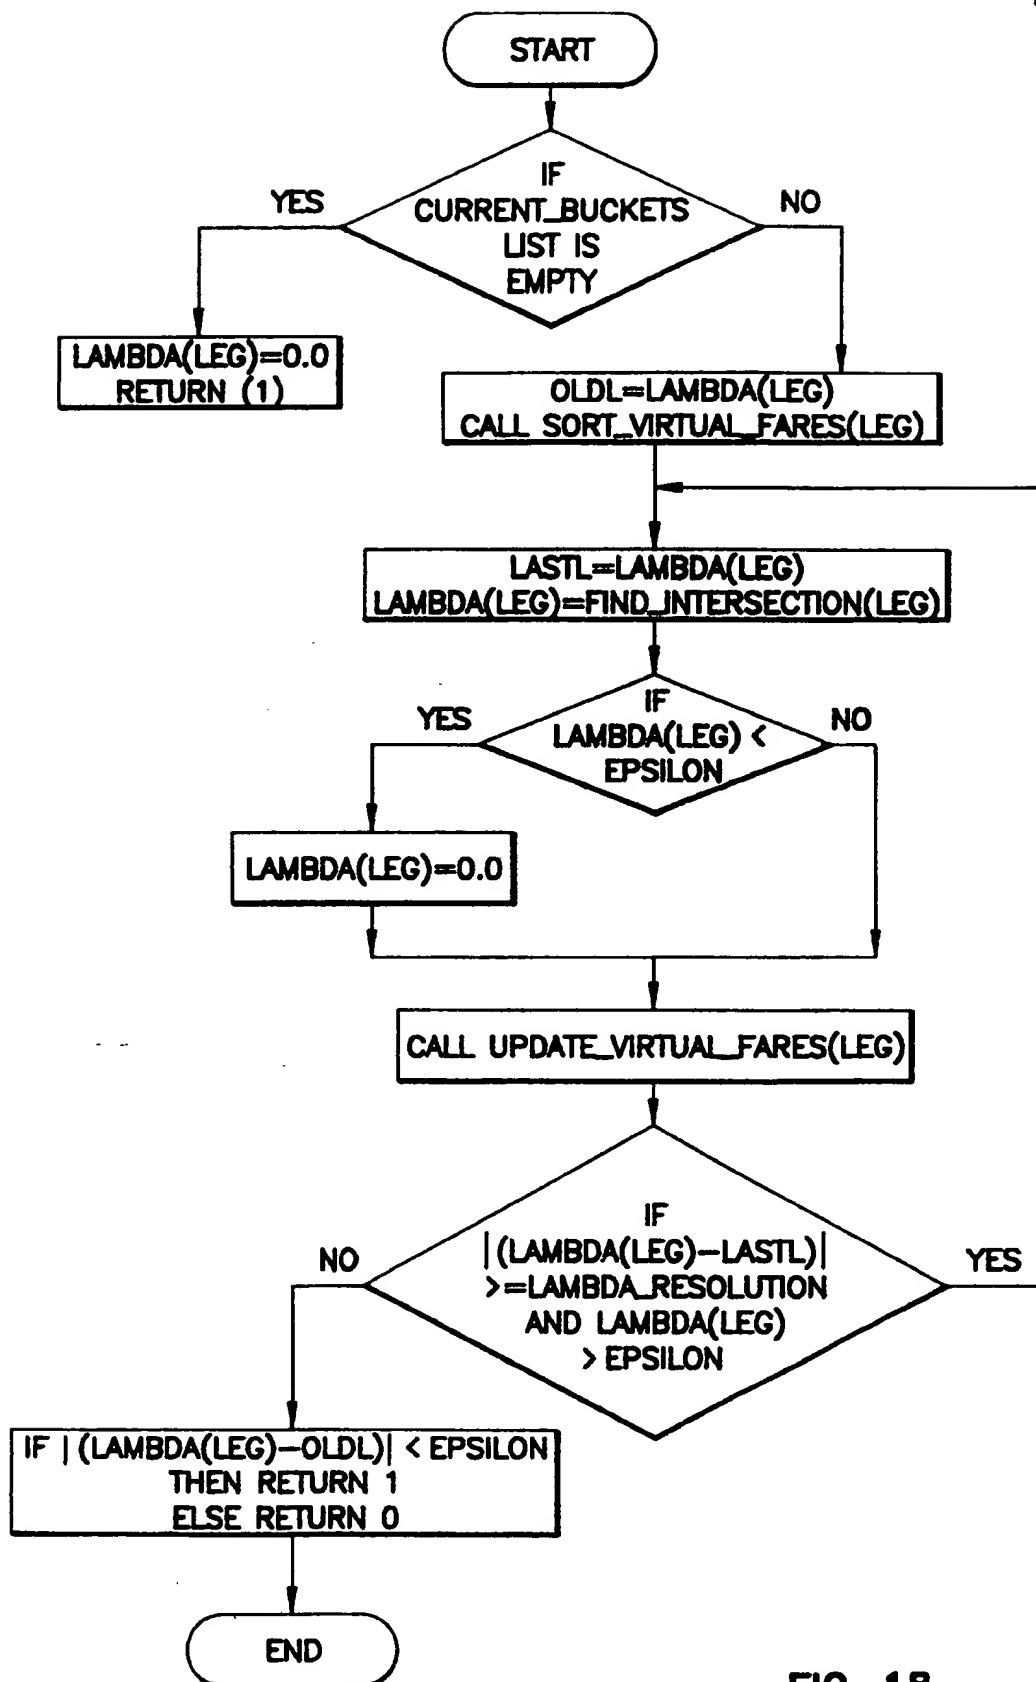 START
IF
CURRENT_BUCKETS
LIST IS
EMPTY
YES
NO
LAMBDA(LEG)=0.0
RETURN (1)
OLDL=LAMBDA(LEG)
CALL SORT_VIRTUAL_FARES(LEG)
LASTL=LAMBDA(LEG)
LAMBDA(LEG)=FIND_INTERSECTION(LEG)
IF
LAMBDA(LEG) <
EPSILON
YES
NO
LAMBDA(LEG)=0.0
CALL UPDATE_VIRTUAL_FARES(LEG)
IF
|(LAMBDA(LEG)-LASTL)|
>=LAMBDA_RESOLUTION
AND LAMBDA(LEG)
> EPSILON
NO
YES
IF |(LAMBDA(LEG)-OLDL)| < EPSILON
THEN RETURN 1
ELSE RETURN 0
END